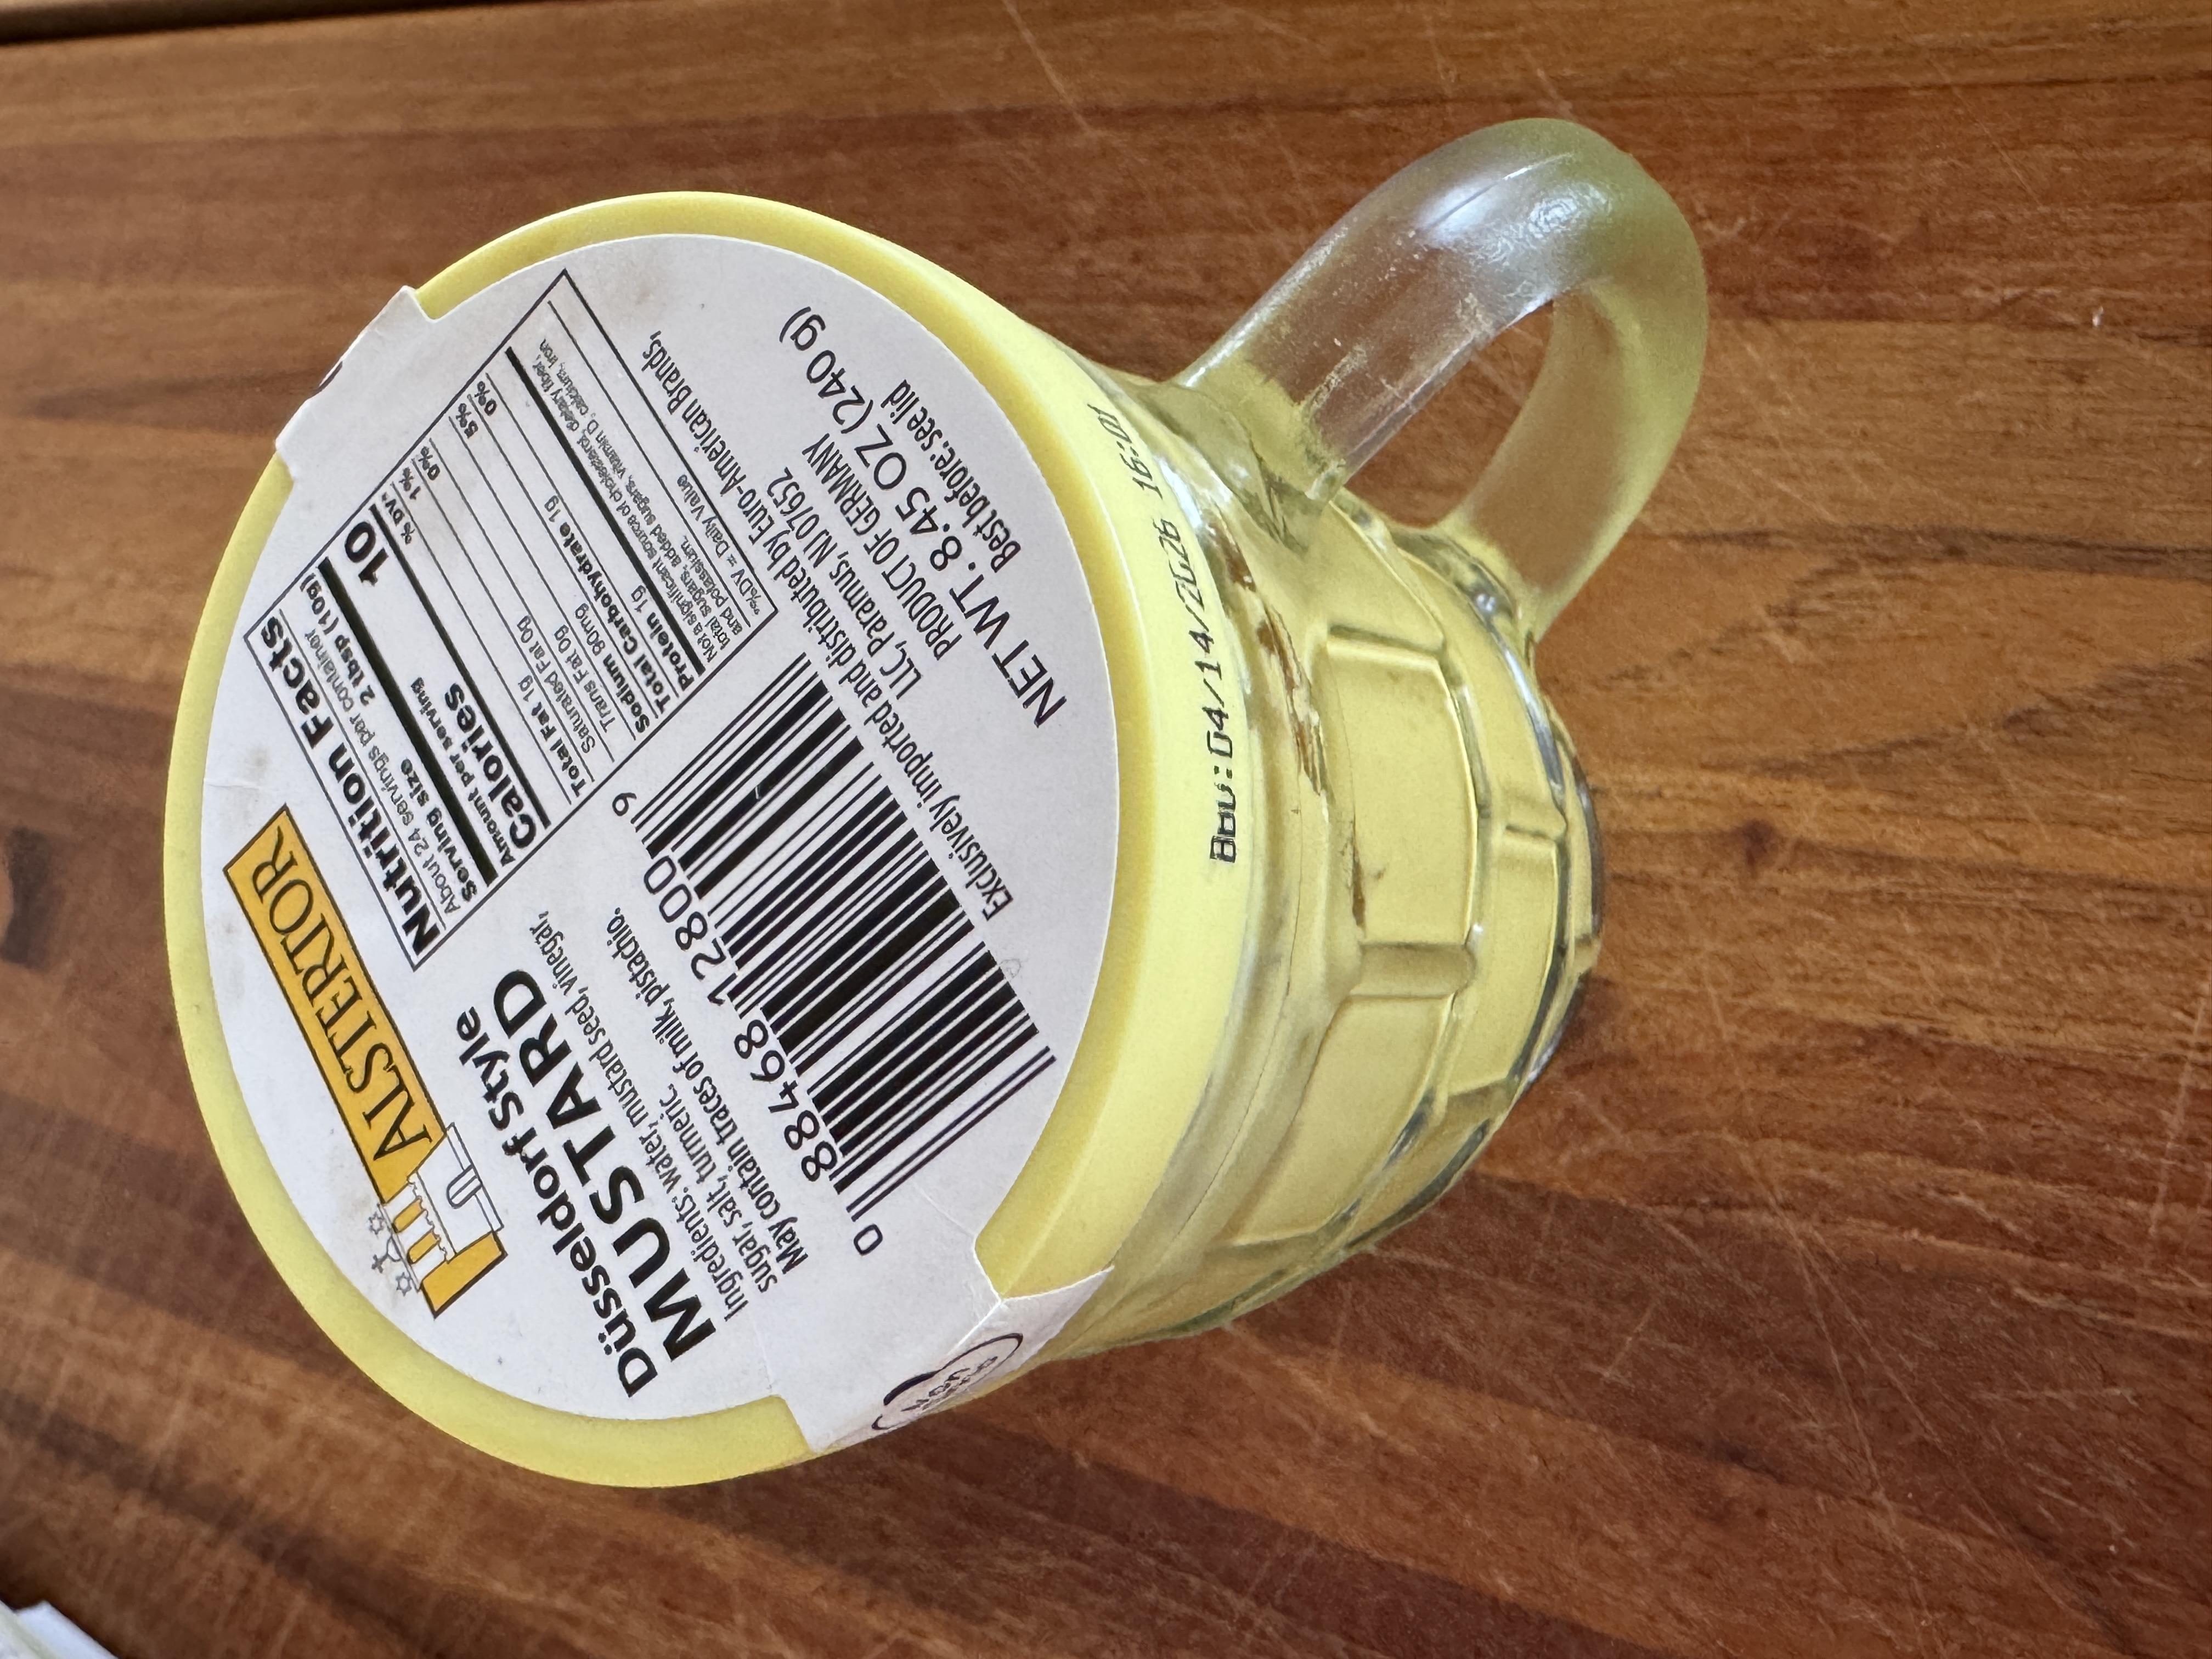 ALSTERTOR
Düsseldorf Style
MUSTARD
Ingredients: water, mustard seed, vinegar,
sugar, salt, turmeric.
May contain traces of milk, pistachio.
Nutrition Facts
About 24 servings per container
Serving size 2 tbsp (10g)
Amount per serving
Calories 10
% DV*
Total Fat 1g 1%
Saturated Fat 0g 0%
Trans Fat 0g
Sodium 90mg 5%
Total Carbohydrate 1g 0%
Protein 1g
Not a significant source of cholesterol, dietary fiber,
total sugars, added sugars, vitamin D, calcium, iron
and potassium.
*%DV = Daily Value
0 88468 12800 9
Exclusively imported and distributed by Euro-American Brands,
LLC, Paramus, NJ 07652
PRODUCT OF GERMANY
NET WT. 8.45 OZ (240 g)
Best before: see lid
04/14/2026 16:01